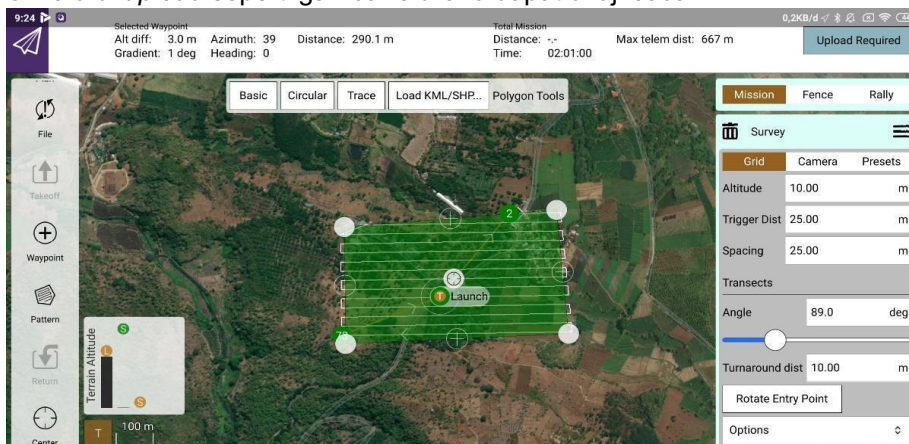 9:24
0,2KB/d
Selected Waypoint
Alt diff: 3.0 m Azimuth: 39 Distance: 290.1 m
Gradient: 1 deg Heading: 0
Total Mission
Distance: -.- Max telem dist: 667 m
Time: 02:01:00
Upload Required
Basic Circular Trace Load KML/SHP... Polygon Tools
Mission Fence Rally
File
Takeoff
Waypoint
Pattern
Return
Center
Survey
Grid Camera Presets
Altitude 10.00 m
Trigger Dist 25.00 m
Spacing 25.00 m
Transects
Angle 89.0 deg
Turnaround dist 10.00 m
Rotate Entry Point
Options
2
T Launch
Terrain Altitude
S
L
S
T 100 m